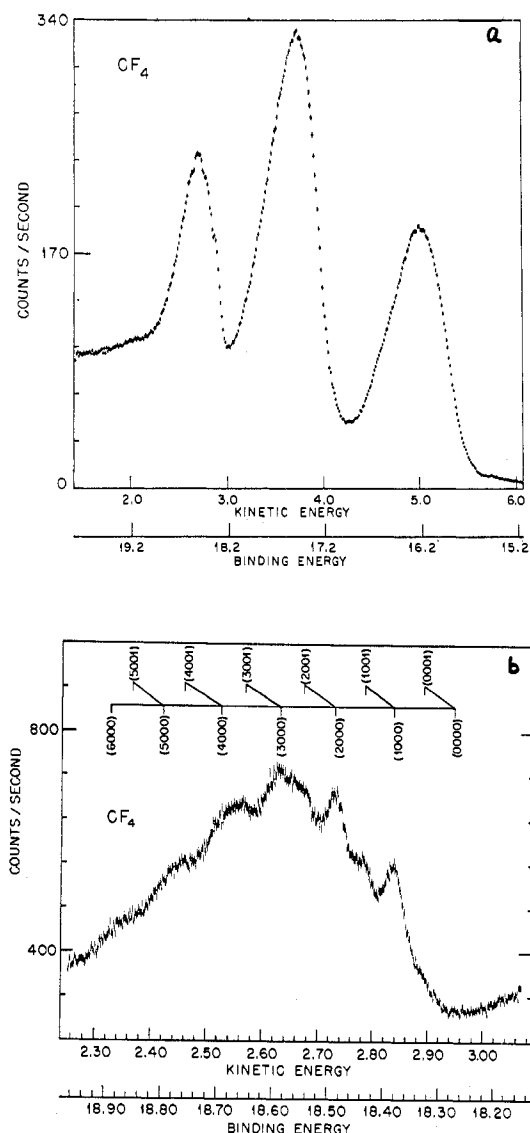 340
a
CF4
COUNTS / SECOND
170
0
2.0 3.0 4.0 5.0 6.0
KINETIC ENERGY
19.2 18.2 17.2 16.2 15.2
BINDING ENERGY
b
(5001) (4001) (3001) (2001) (1001) (0001)
(6000) (5000) (4000) (3000) (2000) (1000) (0000)
800
CF4
COUNTS/SECOND
400
2.30 2.40 2.50 2.60 2.70 2.80 2.90 3.00
KINETIC ENERGY
18.90 18.80 18.70 18.60 18.50 18.40 18.30 18.20
BINDING ENERGY